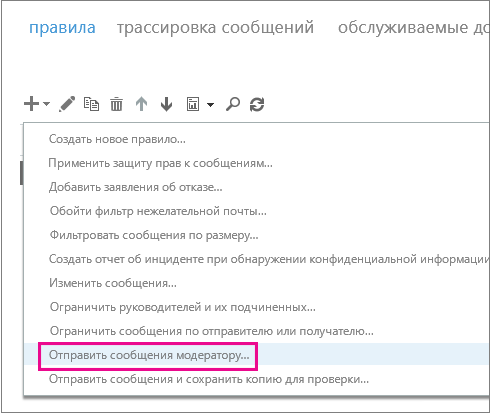 правила трассировка сообщений обслуживаемые до
Создать новое правило...
Применить защиту прав к сообщениям...
Добавить заявления об отказе...
Обойти фильтр нежелательной почты...
Фильтровать сообщения по размеру...
Создать отчет об инциденте при обнаружении конфиденциальной информации
Изменить сообщения...
Ограничить руководителей и их подчиненных...
Ограничить сообщения по отправителю или получателю...
Отправить сообщения модератору...
Отправить сообщения и сохранить копию для проверки...